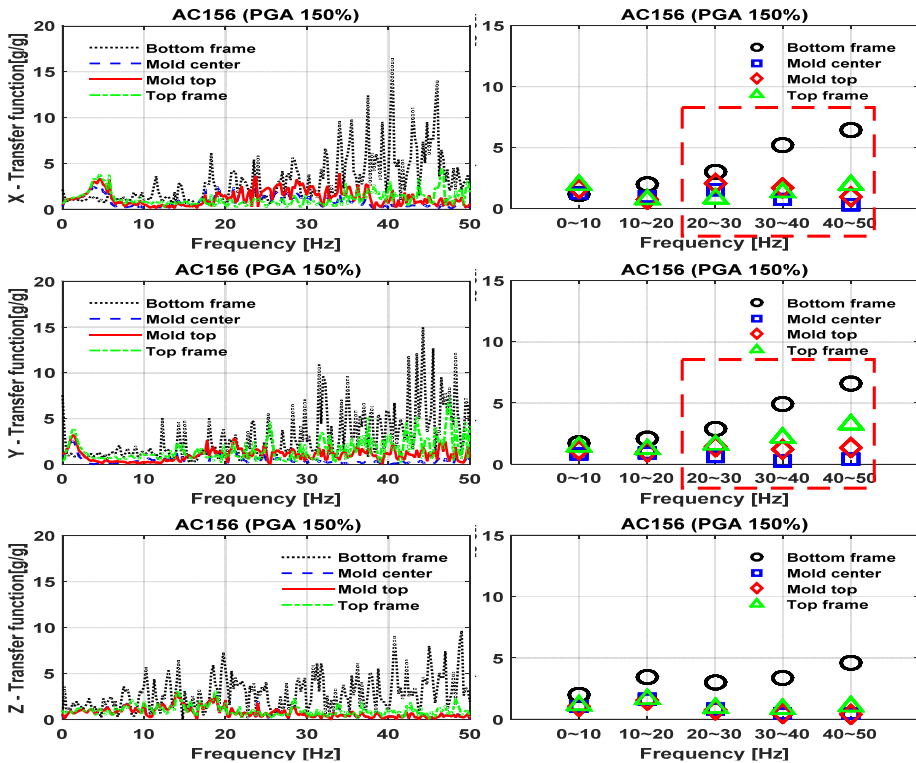 AC156 (PGA 150%)
X - Transfer function[g/g]
20
15
10
5
0
Bottom frame
Mold center
Mold top
Top frame
0 10 20 30 40 50
Frequency [Hz]
AC156 (PGA 150%)
15
10
5
0
Bottom frame
Mold center
Mold top
Top frame
0~10 10~20 20~30 30~40 40~50
Frequency [Hz]
AC156 (PGA 150%)
Y - Transfer function[g/g]
20
15
10
5
0
Bottom frame
Mold center
Mold top
Top frame
0 10 20 30 40 50
Frequency [Hz]
AC156 (PGA 150%)
15
10
5
0
Bottom frame
Mold center
Mold top
Top frame
0~10 10~20 20~30 30~40 40~50
Frequency [Hz]
AC156 (PGA 150%)
Z - Transfer function[g/g]
20
15
10
5
0
Bottom frame
Mold center
Mold top
Top frame
0 10 20 30 40 50
Frequency [Hz]
AC156 (PGA 150%)
15
10
5
0
Bottom frame
Mold center
Mold top
Top frame
0~10 10~20 20~30 30~40 40~50
Frequency [Hz]